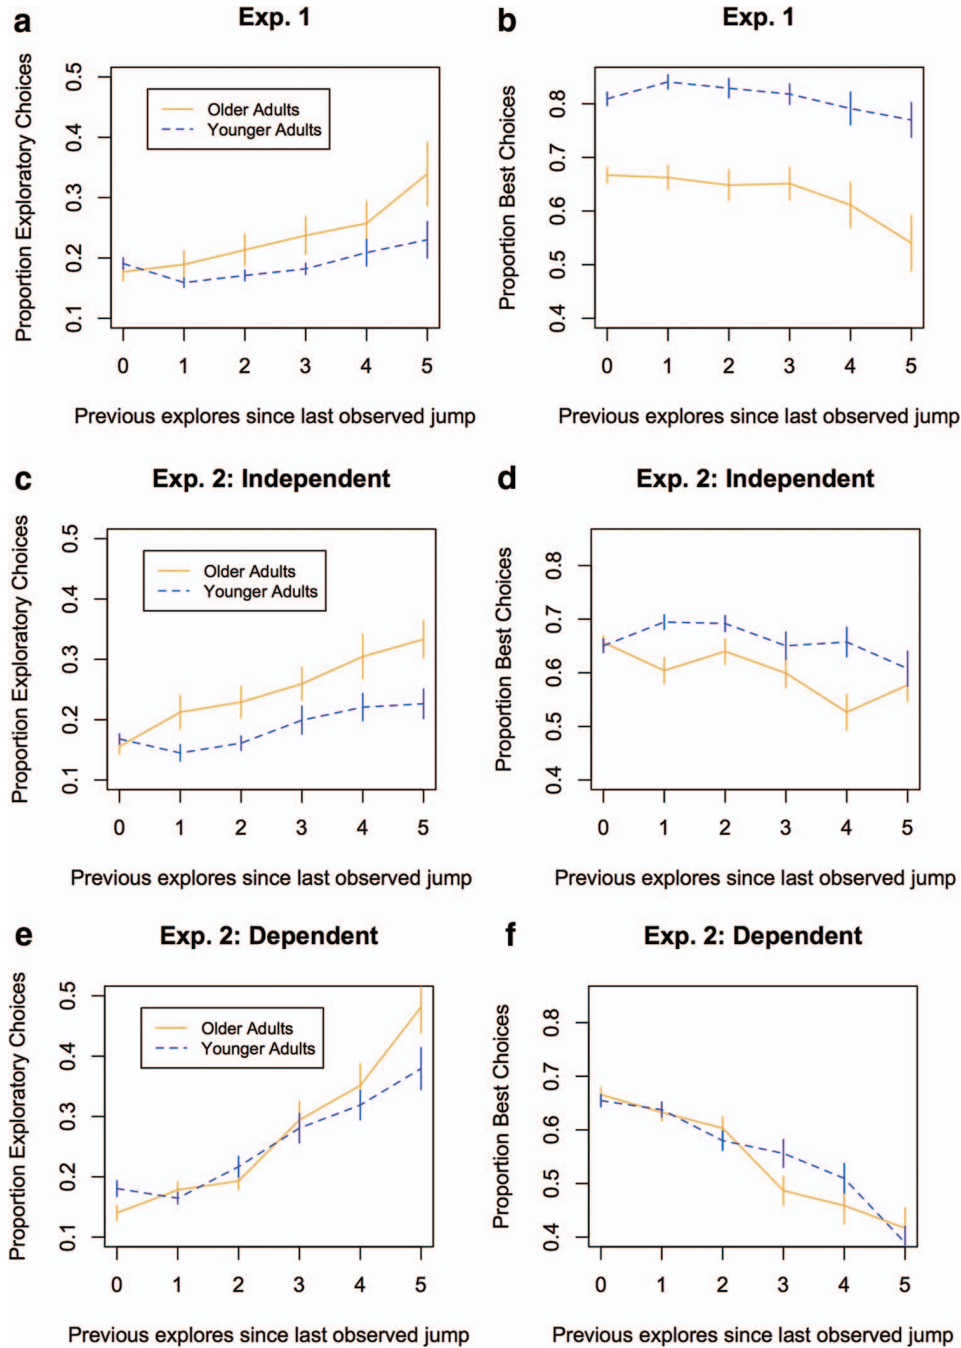 a
Exp. 1
Proportion Exploratory Choices
0.5
0.4
0.3
0.2
0.1
Older Adults
Younger Adults
0 1 2 3 4 5
Previous explores since last observed jump
b
Exp. 1
Proportion Best Choices
0.8
0.7
0.6
0.5
0.4
0 1 2 3 4 5
Previous explores since last observed jump
c
Exp. 2: Independent
Proportion Exploratory Choices
0.5
0.4
0.3
0.2
0.1
Older Adults
Younger Adults
0 1 2 3 4 5
Previous explores since last observed jump
d
Exp. 2: Independent
Proportion Best Choices
0.8
0.7
0.6
0.5
0.4
0 1 2 3 4 5
Previous explores since last observed jump
e
Exp. 2: Dependent
Proportion Exploratory Choices
0.5
0.4
0.3
0.2
0.1
Older Adults
Younger Adults
0 1 2 3 4 5
Previous explores since last observed jump
f
Exp. 2: Dependent
Proportion Best Choices
0.8
0.7
0.6
0.5
0.4
0 1 2 3 4 5
Previous explores since last observed jump